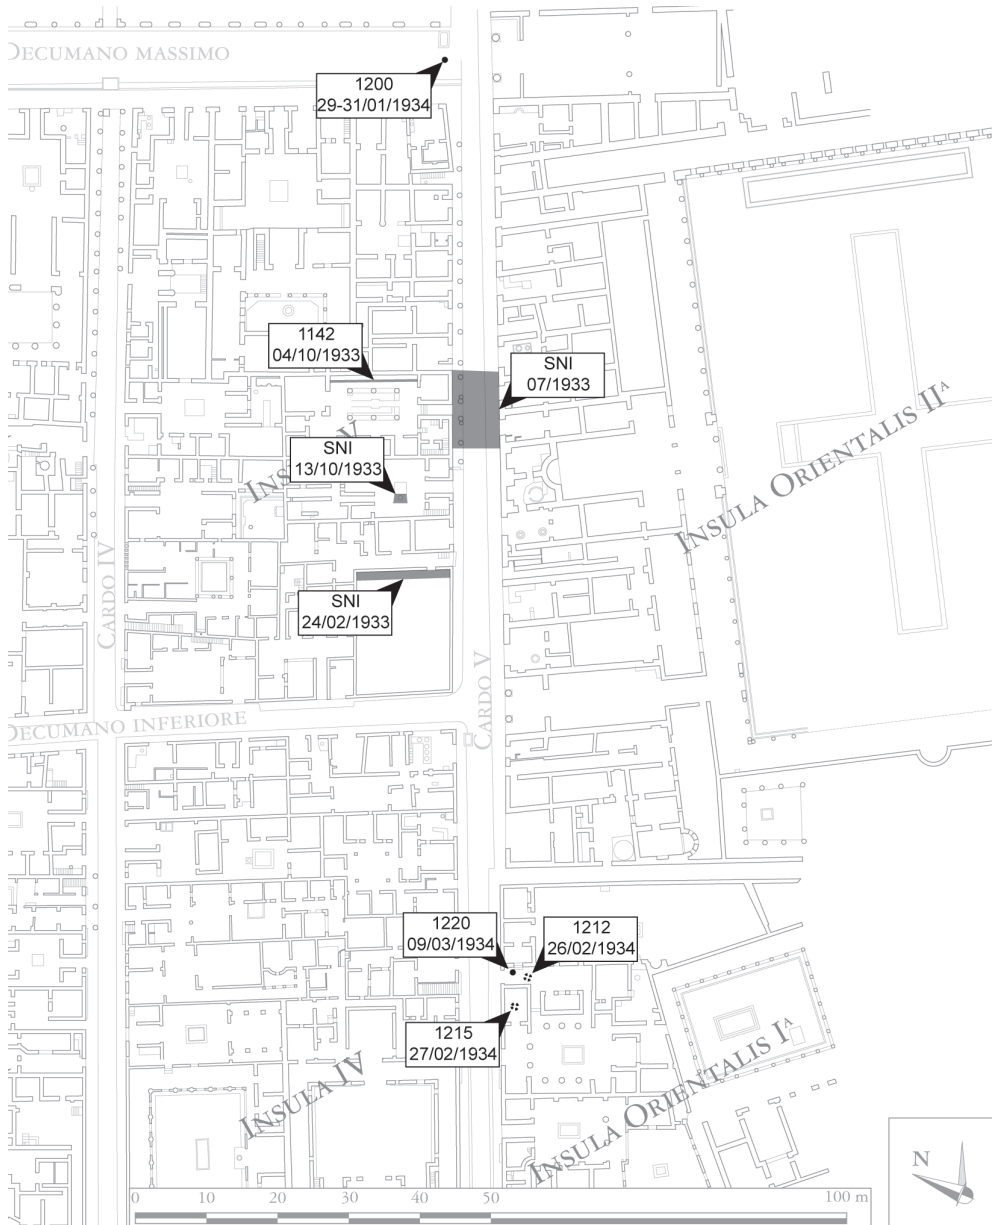 DECUMANO MASSIMO
1200
29-31/01/1934
1142
04/10/1933
SNI
07/1933
SNI
13/10/1933
INSULA ORIENTALIS IIA
SNI
24/02/1933
CARDO IV
CARDO V
DECUMANO INFERIORE
1220
09/03/1934
1212
26/02/1934
1215
27/02/1934
INSULA IV
INSULA ORIENTALIS IA
N
0 10 20 30 40 50 100 m